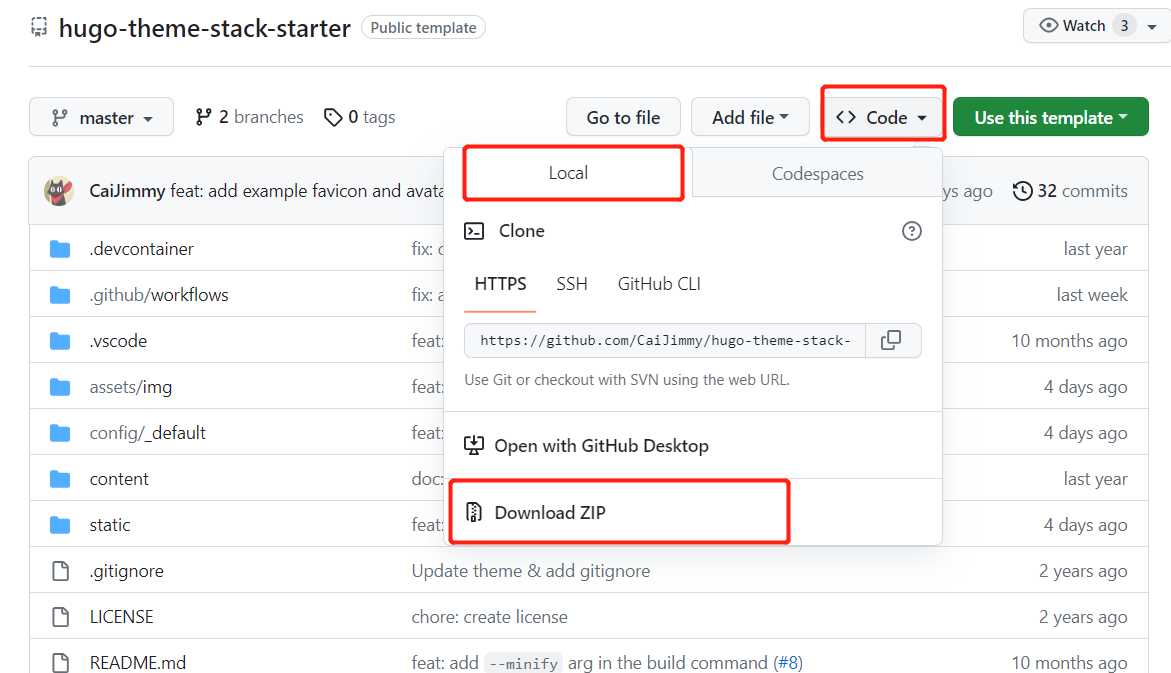 hugo-theme-stack-starter Public template Watch 3
master 2 branches 0 tags Go to file Add file <> Code Use this template
CaiJimmy feat: add example favicon and avata ys ago 32 commits
Local Codespaces
Clone
HTTPS SSH GitHub CLI
https://github.com/CaiJimmy/hugo-theme-stack-
Use Git or checkout with SVN using the web URL.
Open with GitHub Desktop
Download ZIP
.devcontainer fix: last year
.github/workflows fix: last week
.vscode feat: 10 months ago
assets/img feat: 4 days ago
config/_default feat: 4 days ago
content doc: last year
static feat: 4 days ago
.gitignore Update theme & add gitignore 2 years ago
LICENSE chore: create license 2 years ago
README.md feat: add --minify arg in the build command (#8) 10 months ago